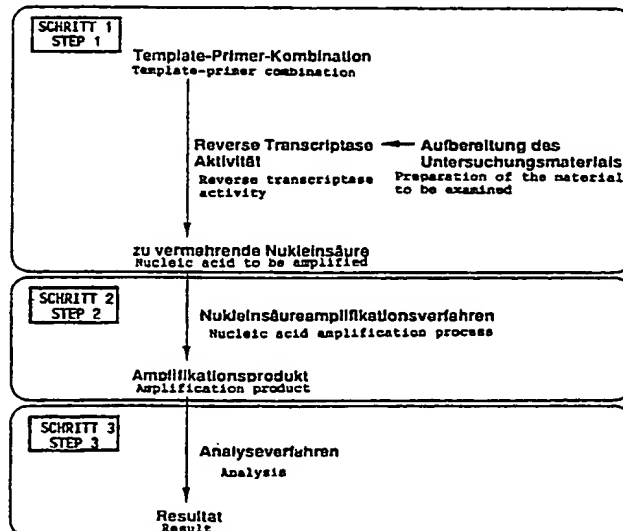 SCHRITT 1
STEP 1
Template-Primer-Kombination
Template-primer combination
Reverse Transcriptase
Aktivität
Reverse transcriptase
activity
Aufbereitung des
Untersuchungsmaterials
Preparation of the material
to be examined
zu vermehrende Nukleinsäure
Nucleic acid to be amplified
SCHRITT 2
STEP 2
Nukleinsäureamplifikationsverfahren
Nucleic acid amplification process
Amplifikationsprodukt
Amplification product
SCHRITT 3
STEP 3
Analyseverfahren
Analysis
Resultat
Result